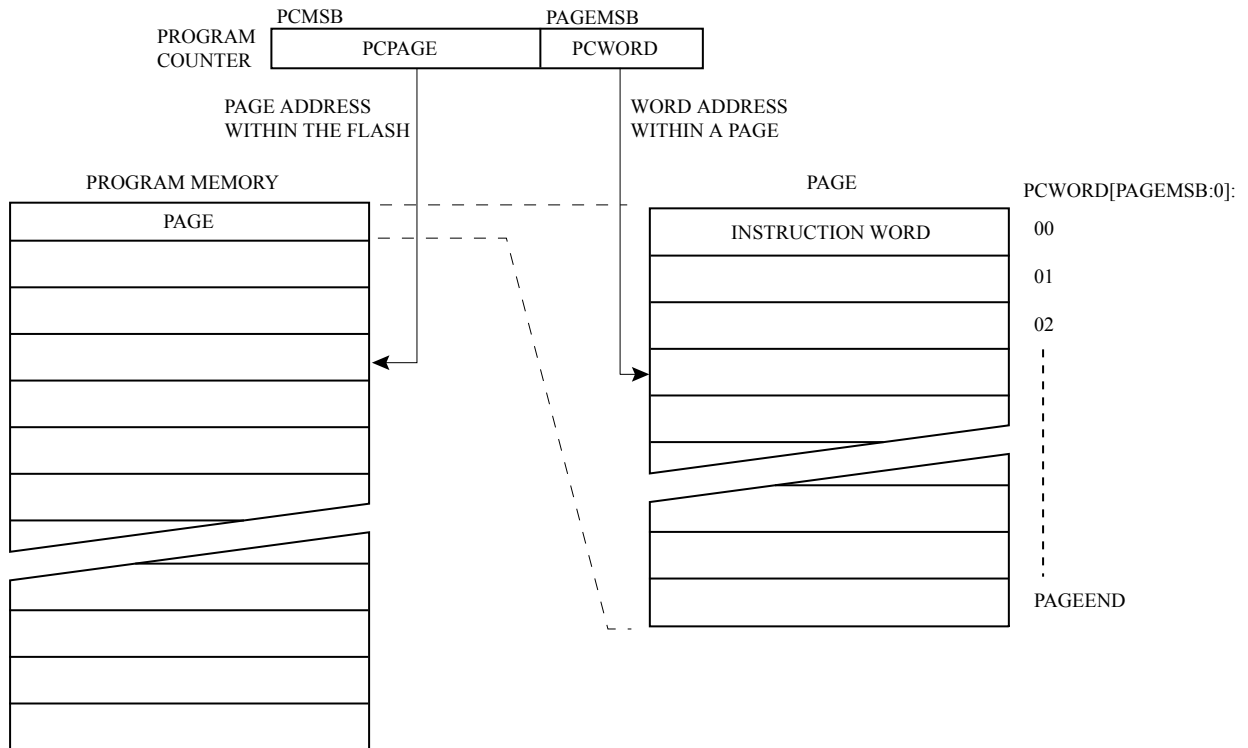 PCMSB
PAGEMSB
PROGRAM
COUNTER
PCPAGE
PCWORD
PAGE ADDRESS
WITHIN THE FLASH
WORD ADDRESS
WITHIN A PAGE
PROGRAM MEMORY
PAGE
PAGE
PCWORD[PAGEMSB:0]:
INSTRUCTION WORD
00
01
02
PAGEEND